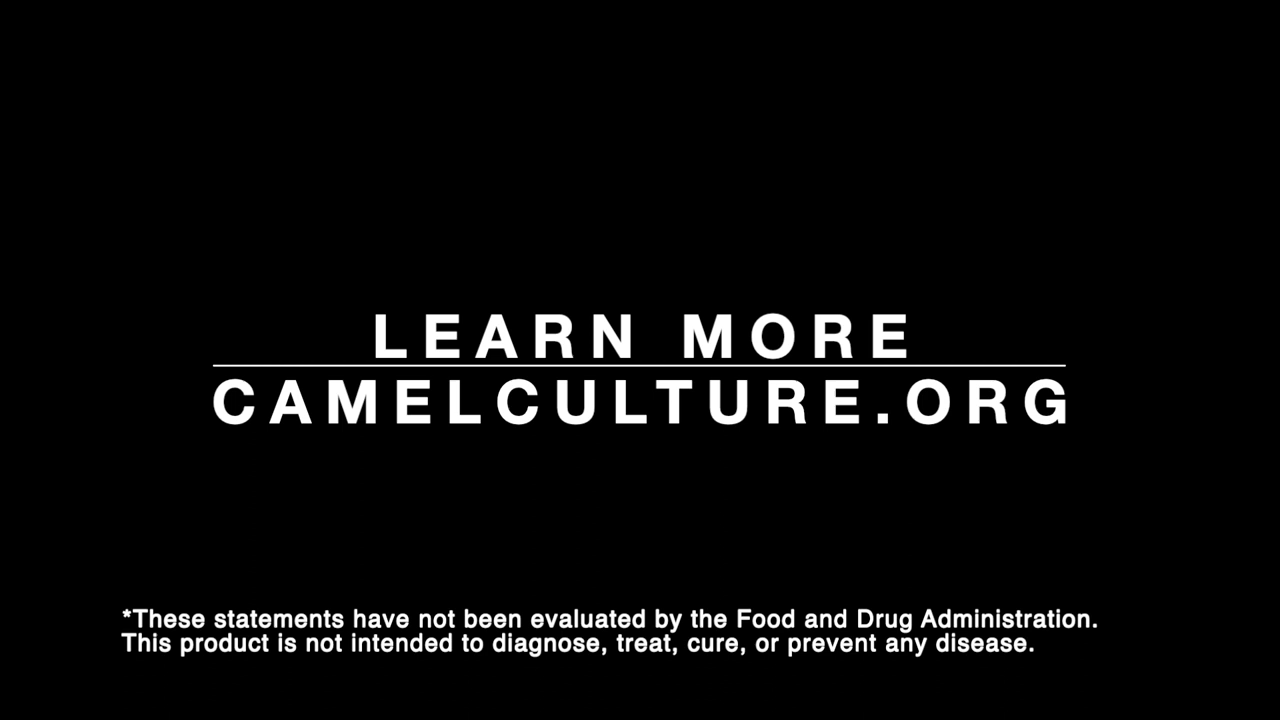 LEARN MORE
CAMELCULTURE.ORG
*These statements have not been evaluated by the Food and Drug Administration.
This product is not intended to diagnose, treat, cure, or prevent any disease.